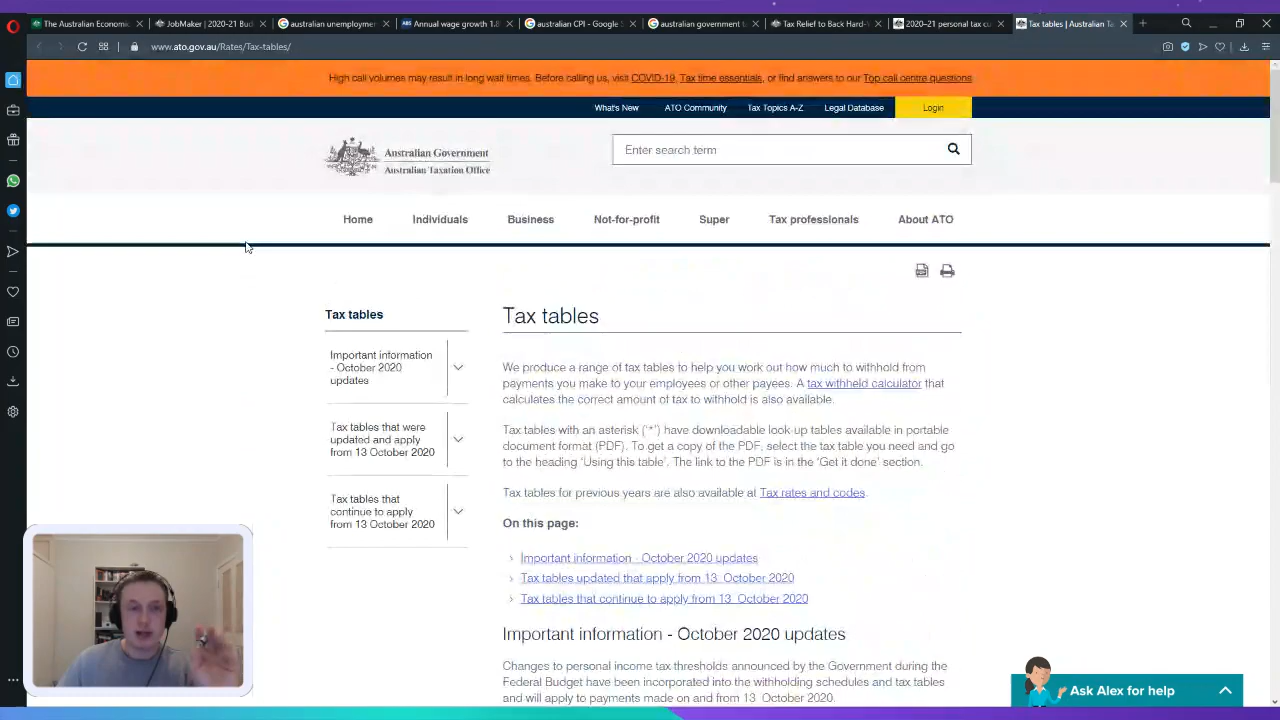 The Australian Economic
JobMaker | 2020-21 Bud
australian unemploymen
ABS
Annual wage growth 1.8
australian CPI - Google S
australian government t
Tax Relief to Back Hard-W
2020–21 personal tax cu
Tax tables | Australian Ta
www.ato.gov.au/Rates/Tax-tables/
High call volumes may result in long wait times. Before calling us, visit COVID-19, Tax time essentials, or find answers to our Top call centre questions
What's New
ATO Community
Tax Topics A-Z
Legal Database
Login
Australian Government
Australian Taxation Office
Enter search term
Home
Individuals
Business
Not-for-profit
Super
Tax professionals
About ATO
Tax tables
Important information
- October 2020
updates
Tax tables that were
updated and apply
from 13 October 2020
Tax tables that
continue to apply
from 13 October 2020
Tax tables
We produce a range of tax tables to help you work out how much to withhold from
payments you make to your employees or other payees. A tax withheld calculator that
calculates the correct amount of tax to withhold is also available.
Tax tables with an asterisk ('*') have downloadable look-up tables available in portable
document format (PDF). To get a copy of the PDF, select the tax table you need and go
to the heading 'Using this table'. The link to the PDF is in the 'Get it done' section.
Tax tables for previous years are also available at Tax rates and codes.
On this page:
Important information - October 2020 updates
Tax tables updated that apply from 13 October 2020
Tax tables that continue to apply from 13 October 2020
Important information - October 2020 updates
Changes to personal income tax thresholds announced by the Government during the
Federal Budget have been incorporated into the withholding schedules and tax tables
and will apply to payments made on and from 13 October 2020.
Ask Alex for help